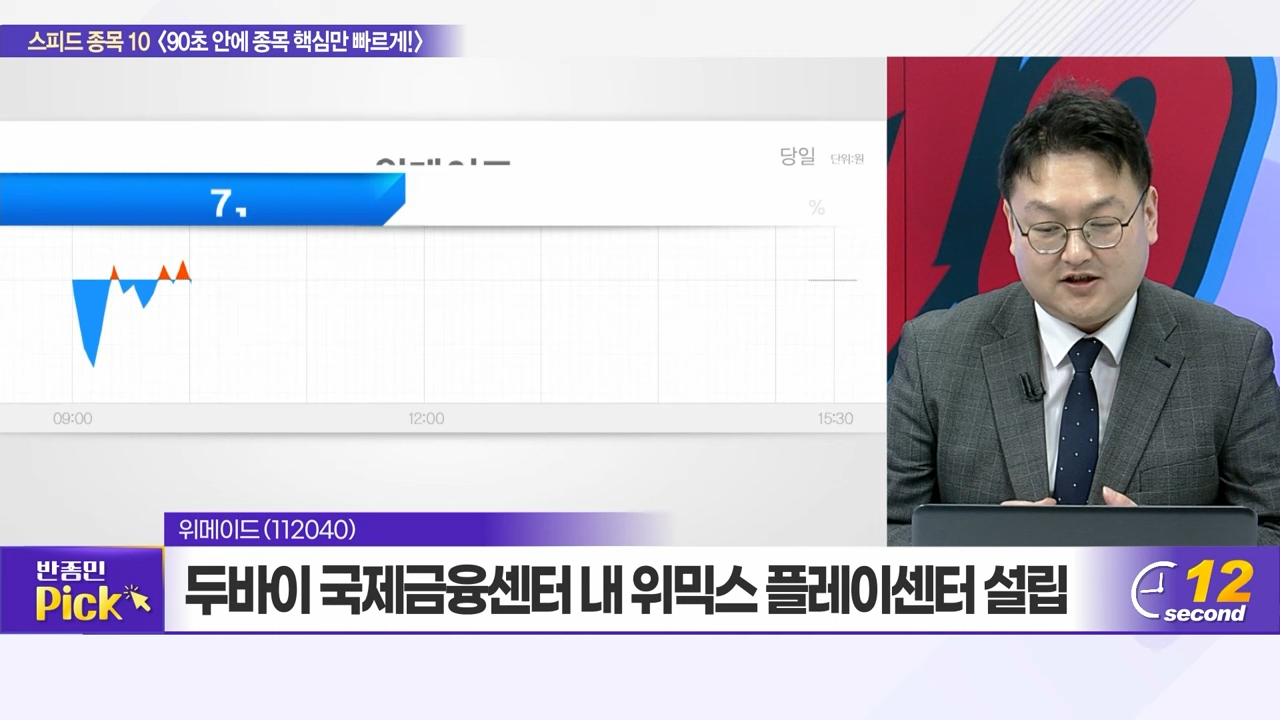 스피드 종목 10 〈90초 안에 종목 핵심만 빠르게!〉
당일 단위:원
7,
%
09:00 12:00 15:30
위메이드 (112040)
반종민
Pick
두바이 국제금융센터 내 위믹스 플레이센터 설립
12
second